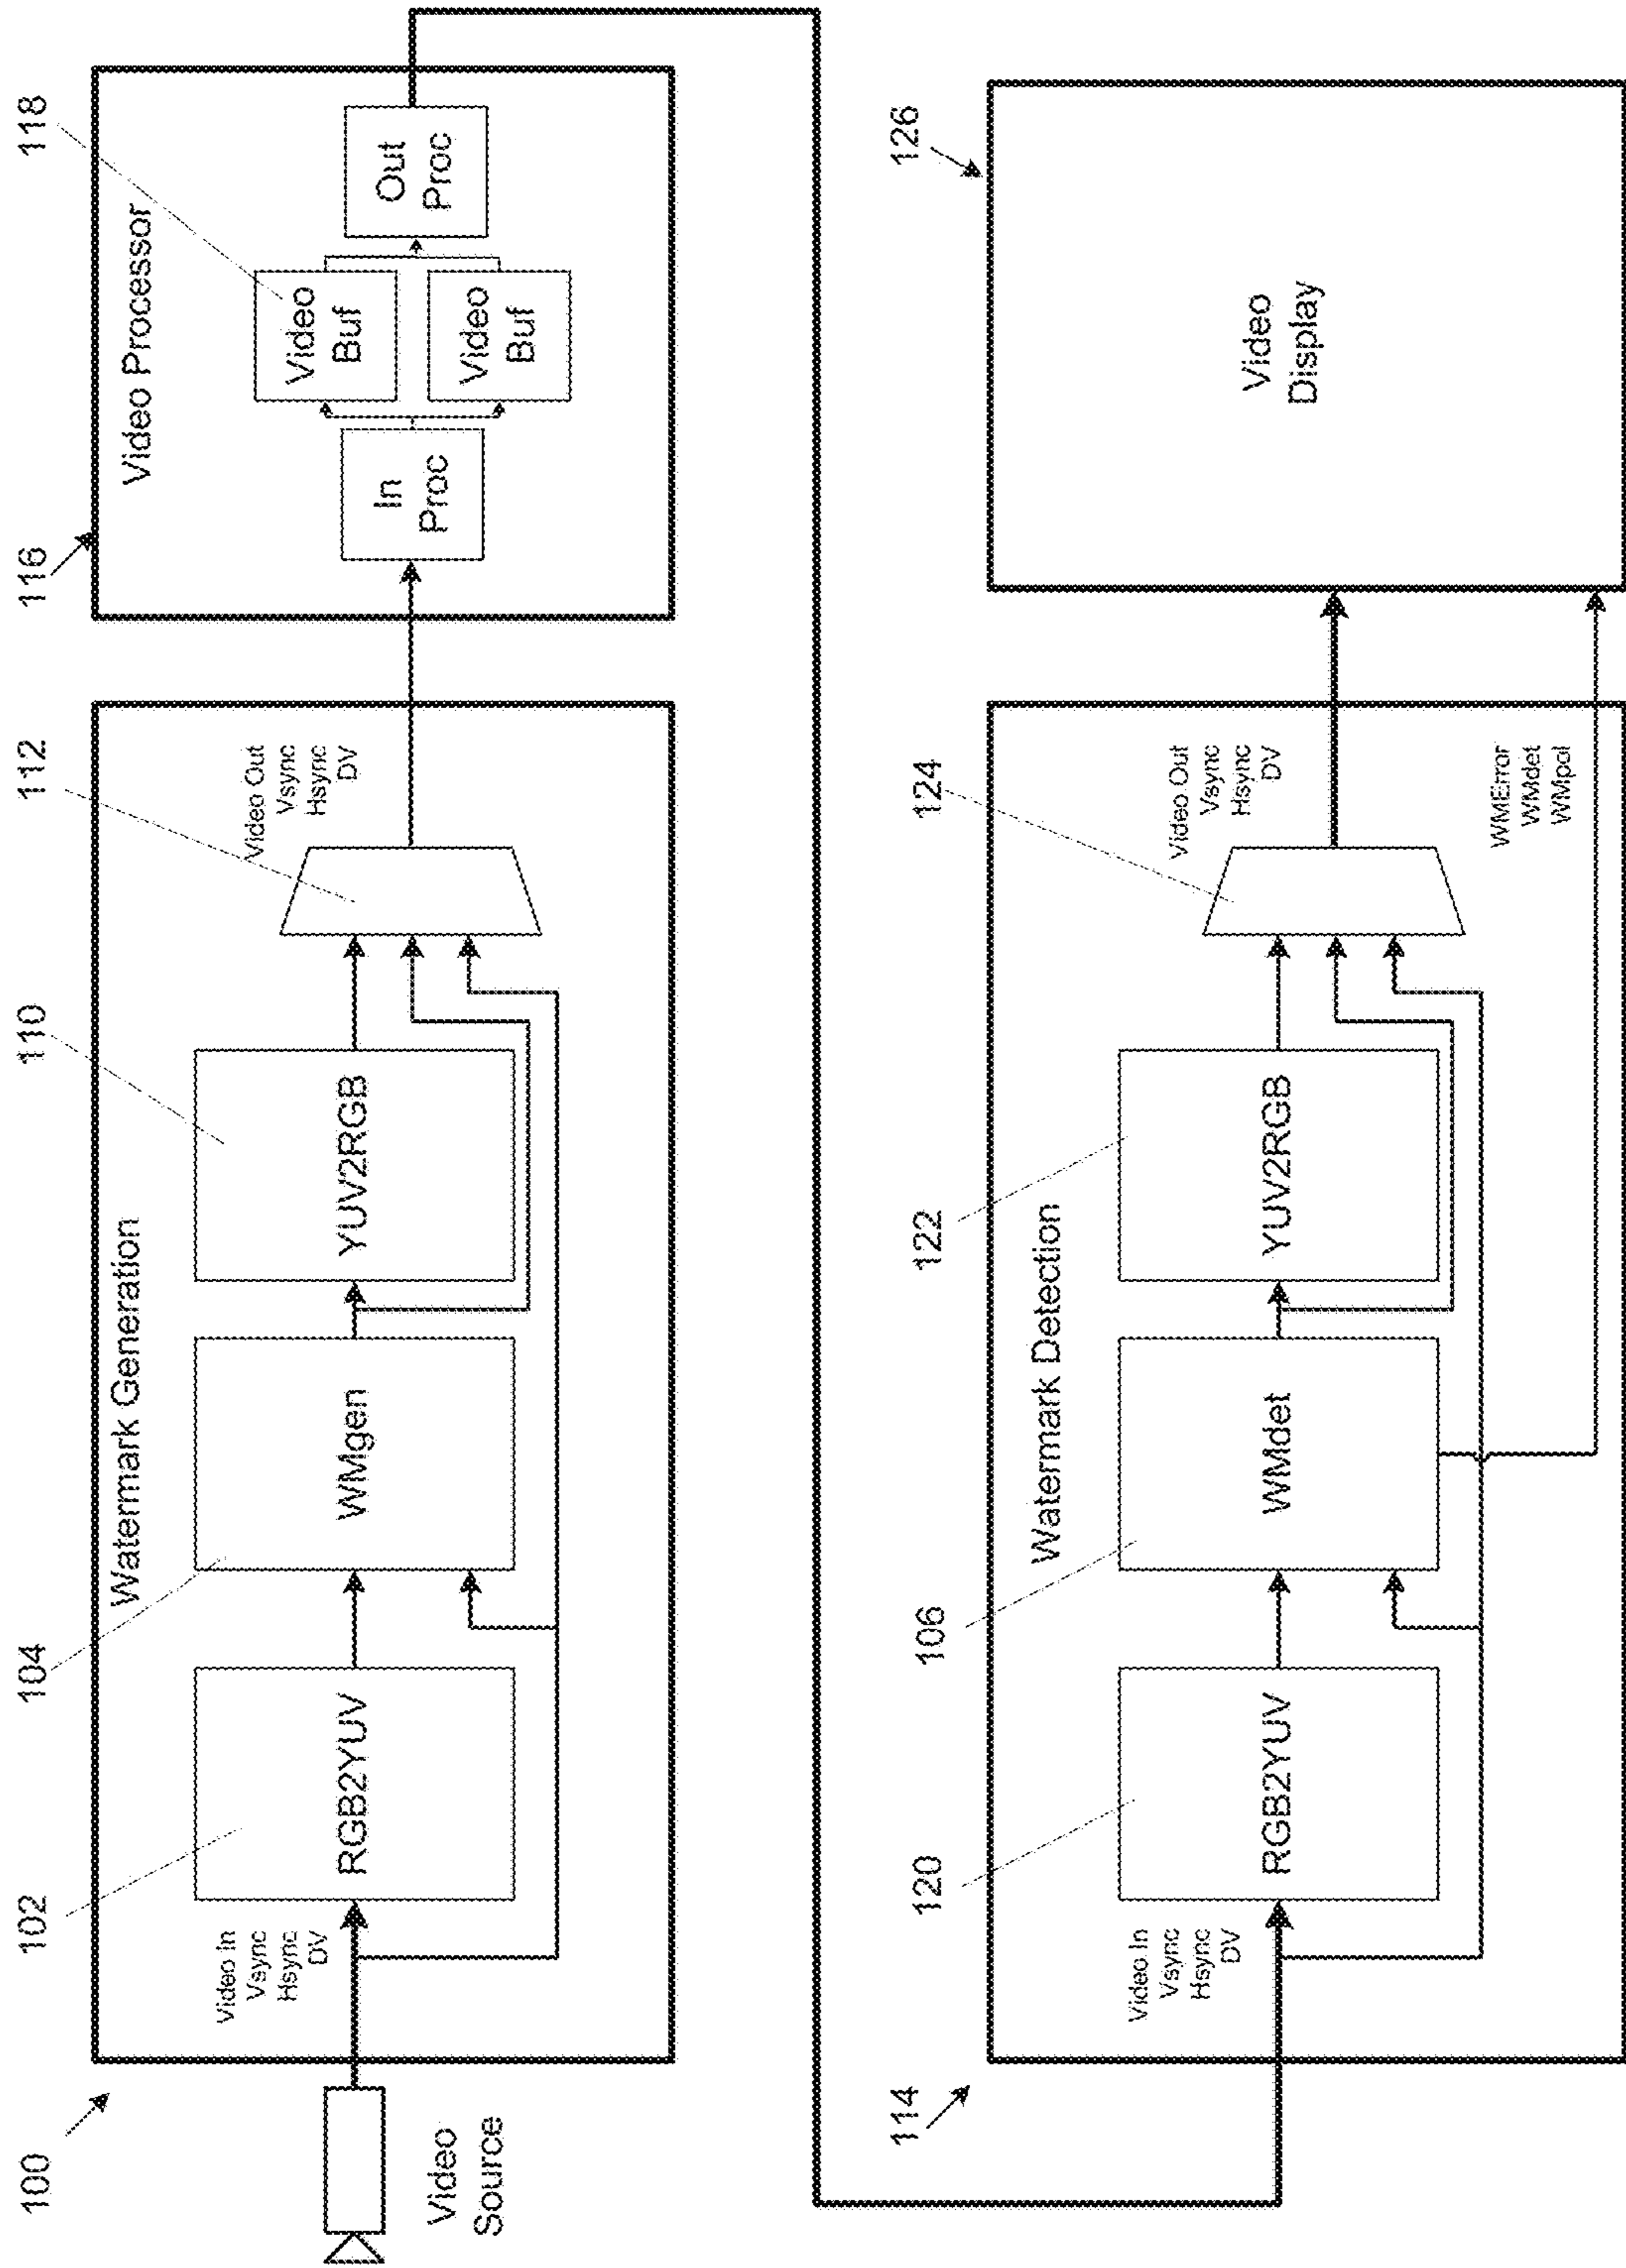 100
Video
Source
Watermark Generation
102
104
110
112
Video In
Vsync
Hsync
DV
RGB2YUV
WMgen
YUV2RGB
Video Out
Vsync
Hsync
DV
116
118
Video Processor
In
Proc
Video
Buf
Video
Buf
Out
Proc
114
Watermark Detection
120
106
122
124
Video In
Vsync
Hsync
DV
RGB2YUV
WMdet
YUV2RGB
Video Out
Vsync
Hsync
DV
WMError
WMdet
WMpol
126
Video
Display